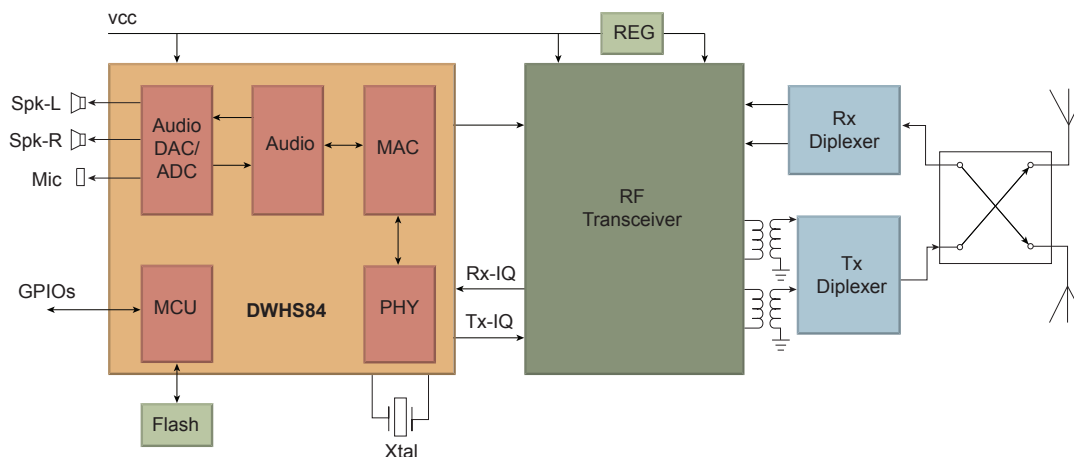 vcc
REG
Spk-L
Spk-R
Mic
Audio
DAC/
ADC
Audio
MAC
RF
Transceiver
Rx
Diplexer
Tx
Diplexer
GPIOs
MCU
DWHS84
PHY
Rx-IQ
Tx-IQ
Flash
Xtal